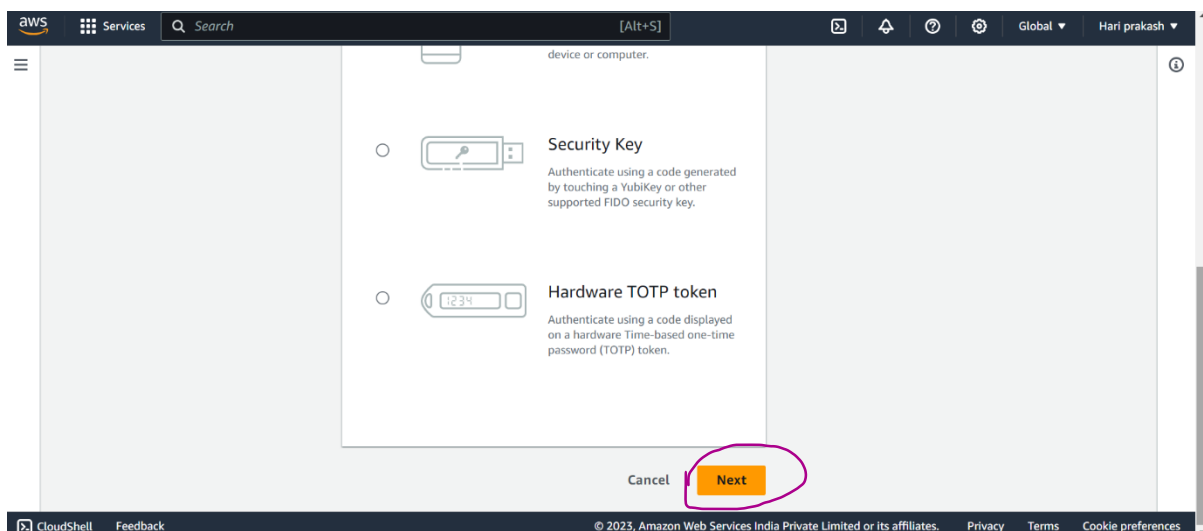 aws
Services
Search
[Alt+S]
Global
Hari prakash
device or computer.
Security Key
Authenticate using a code generated
by touching a YubiKey or other
supported FIDO security key.
1234
Hardware TOTP token
Authenticate using a code displayed
on a hardware Time-based one-time
password (TOTP) token.
Cancel
Next
CloudShell
Feedback
© 2023, Amazon Web Services India Private Limited or its affiliates.
Privacy
Terms
Cookie preferences